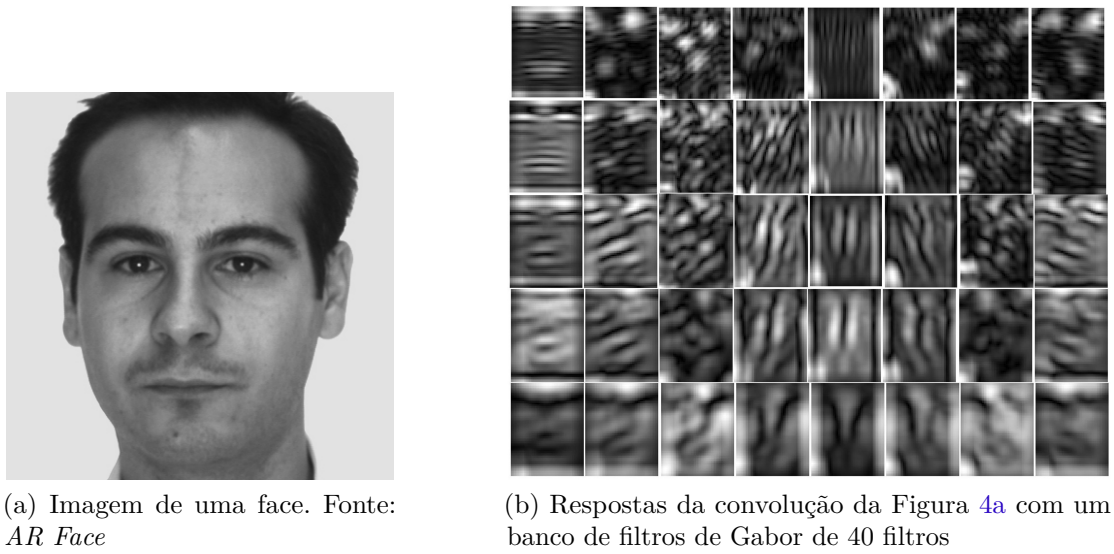 (a) Imagem de uma face. Fonte:
AR Face
(b) Respostas da convolução da Figura 4a com um
banco de filtros de Gabor de 40 filtros